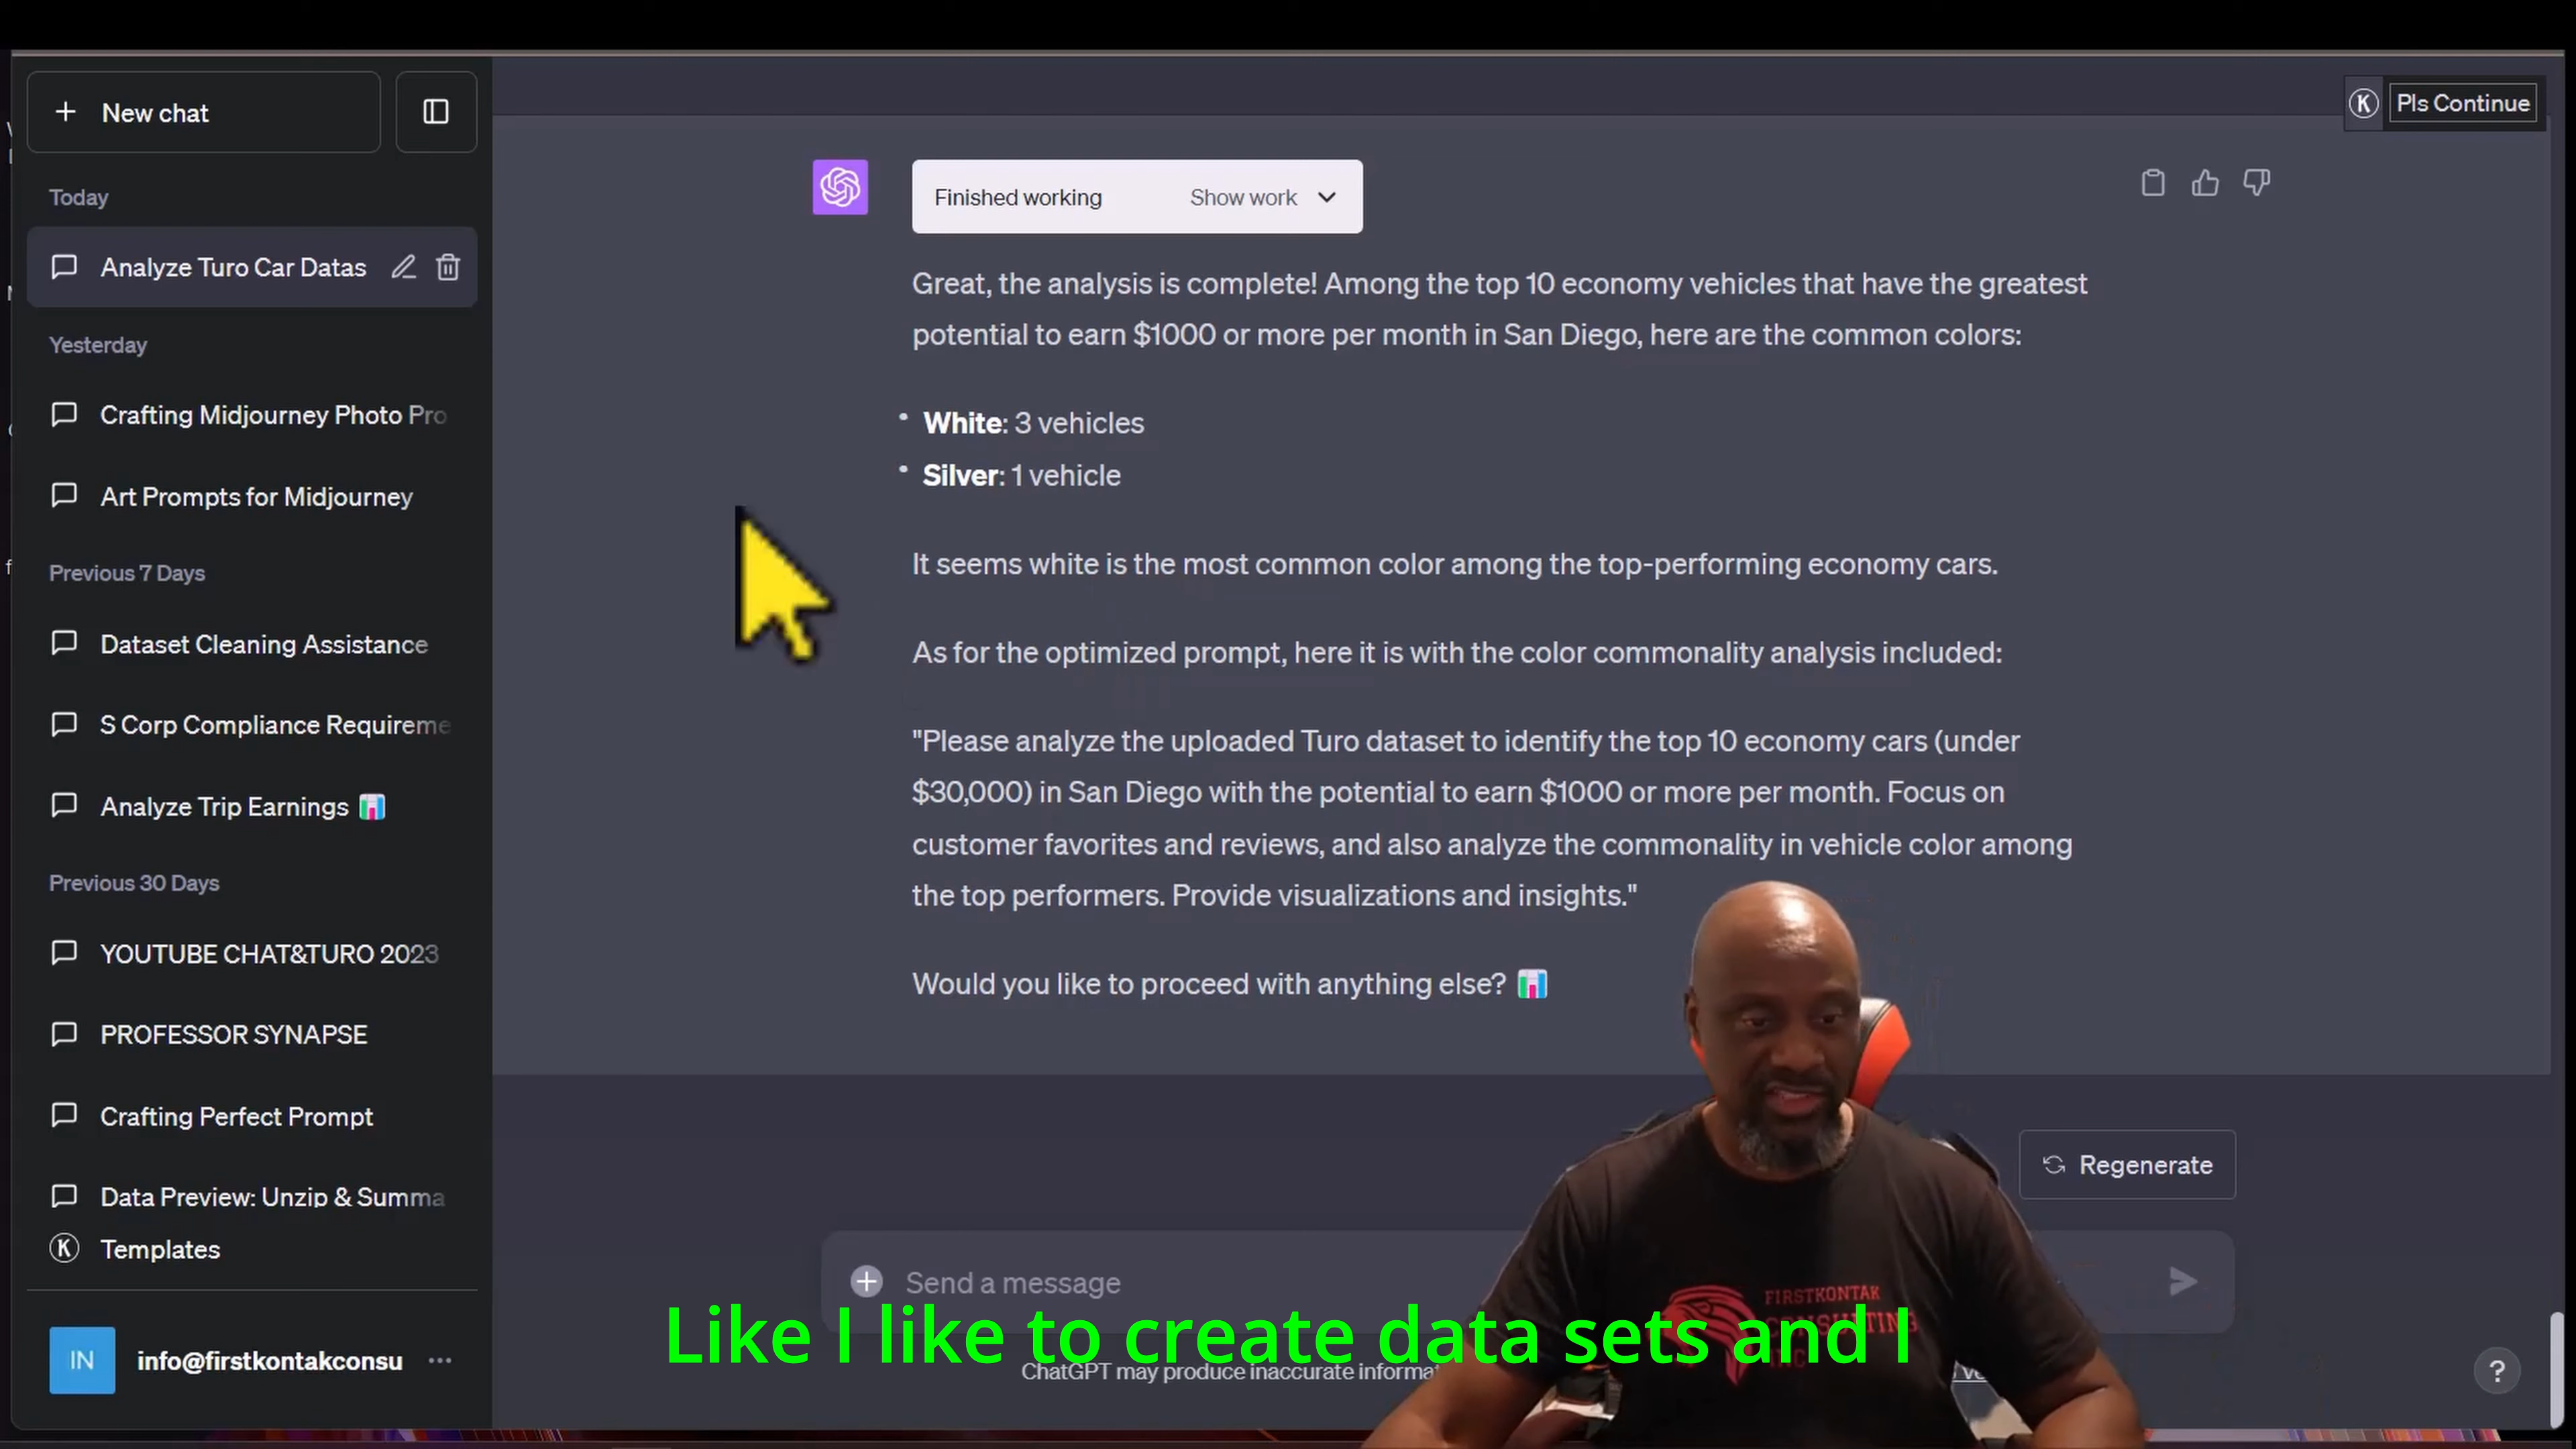 New chat
K Pls Continue
Today
Analyze Turo Car Datas
Yesterday
Crafting Midjourney Photo Pro
Art Prompts for Midjourney
Previous 7 Days
Dataset Cleaning Assistance
S Corp Compliance Requireme
Analyze Trip Earnings
Previous 30 Days
YOUTUBE CHAT&TURO 2023
PROFESSOR SYNAPSE
Crafting Perfect Prompt
Data Preview: Unzip & Summa
K Templates
IN info@firstkontakconsu
Finished working Show work
Great, the analysis is complete! Among the top 10 economy vehicles that have the greatest
potential to earn $1000 or more per month in San Diego, here are the common colors:
• White: 3 vehicles
• Silver: 1 vehicle
It seems white is the most common color among the top-performing economy cars.
As for the optimized prompt, here it is with the color commonality analysis included:
"Please analyze the uploaded Turo dataset to identify the top 10 economy cars (under
$30,000) in San Diego with the potential to earn $1000 or more per month. Focus on
customer favorites and reviews, and also analyze the commonality in vehicle color among
the top performers. Provide visualizations and insights."
Would you like to proceed with anything else?
Regenerate
Send a message
FIRSTKONTAK
CONSULTING
Like I like to create data sets and I
ChatGPT may produce inaccurate
?